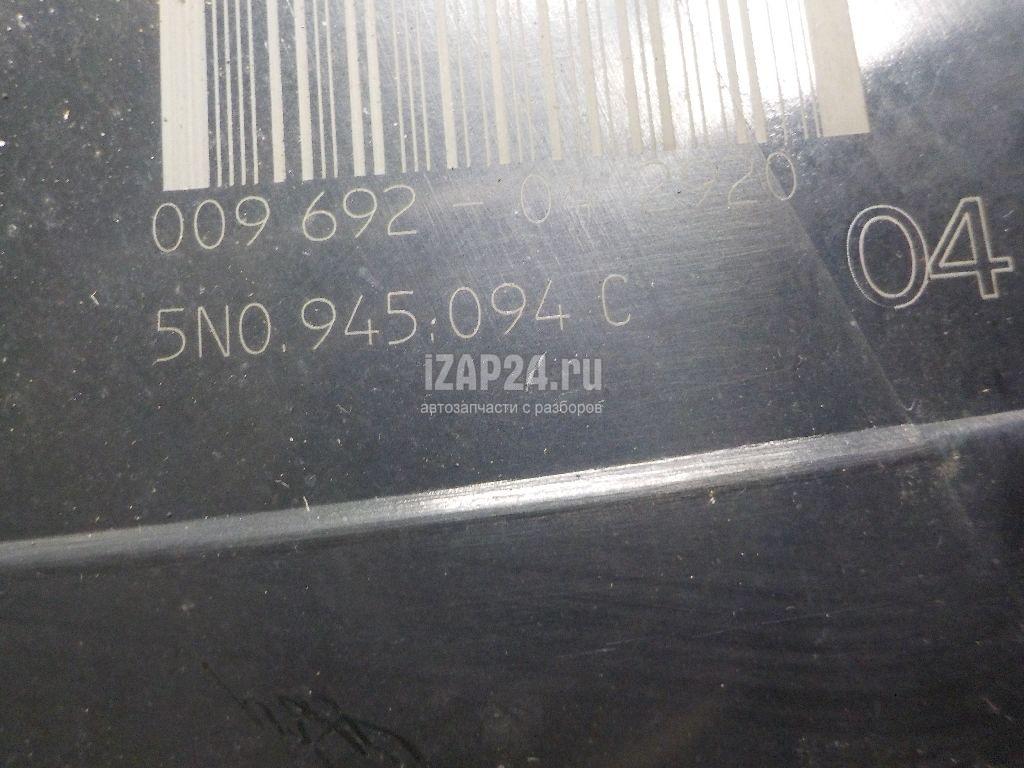 009 692 -
04
5N0.945.094 C
iZAP24.ru
автозапчасти с разборов